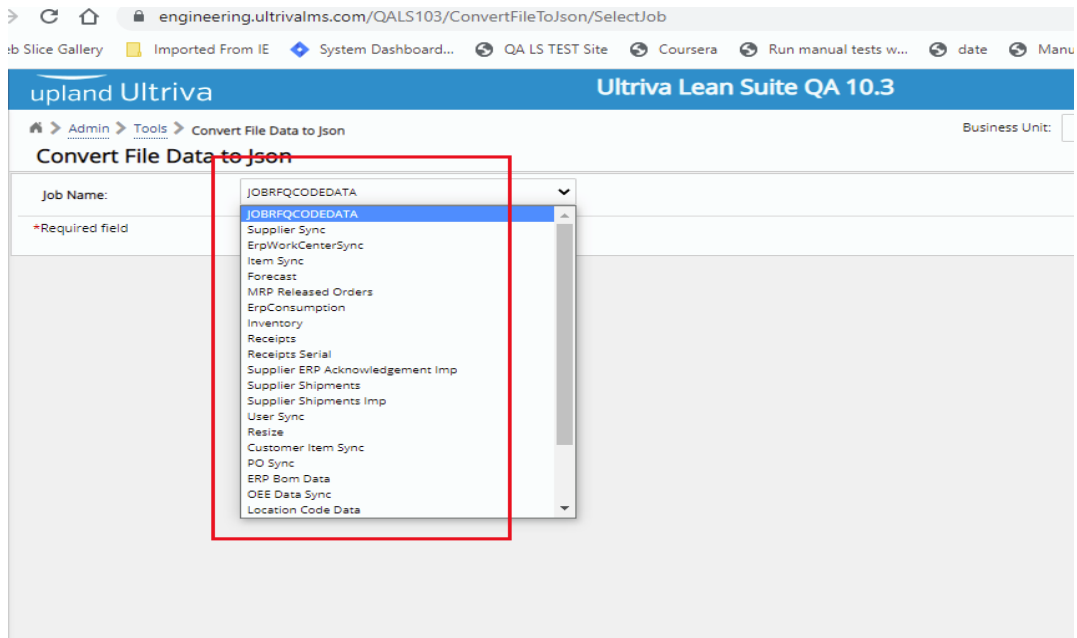 engineering.ultrivalms.com/QALS103/ConvertFileToJson/SelectJob
eb Slice Gallery Imported From IE System Dashboard... QA LS TEST Site Coursera Run manual tests w... date Manu
upland Ultriva Ultriva Lean Suite QA 10.3
> Admin > Tools > Convert File Data to Json Business Unit:
Convert File Data to Json
Job Name: JOBRFQCODEDATA
JOBRFQCODEDATA
*Required field Supplier Sync
ErpWorkCenterSync
Item Sync
Forecast
MRP Released Orders
ErpConsumption
Inventory
Receipts
Receipts Serial
Supplier ERP Acknowledgement Imp
Supplier Shipments
Supplier Shipments Imp
User Sync
Resize
Customer Item Sync
PO Sync
ERP Bom Data
OEE Data Sync
Location Code Data